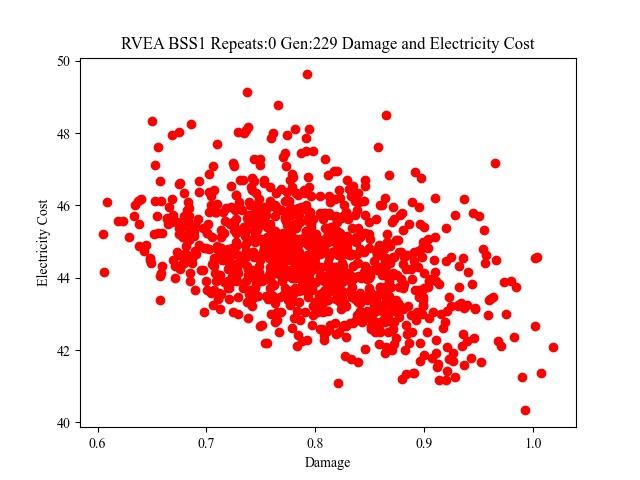 RVEA BSS1 Repeats:0 Gen:229 Damage and Electricity Cost
50
48
46
44
42
40
Electricity Cost
0.6 0.7 0.8 0.9 1.0
Damage